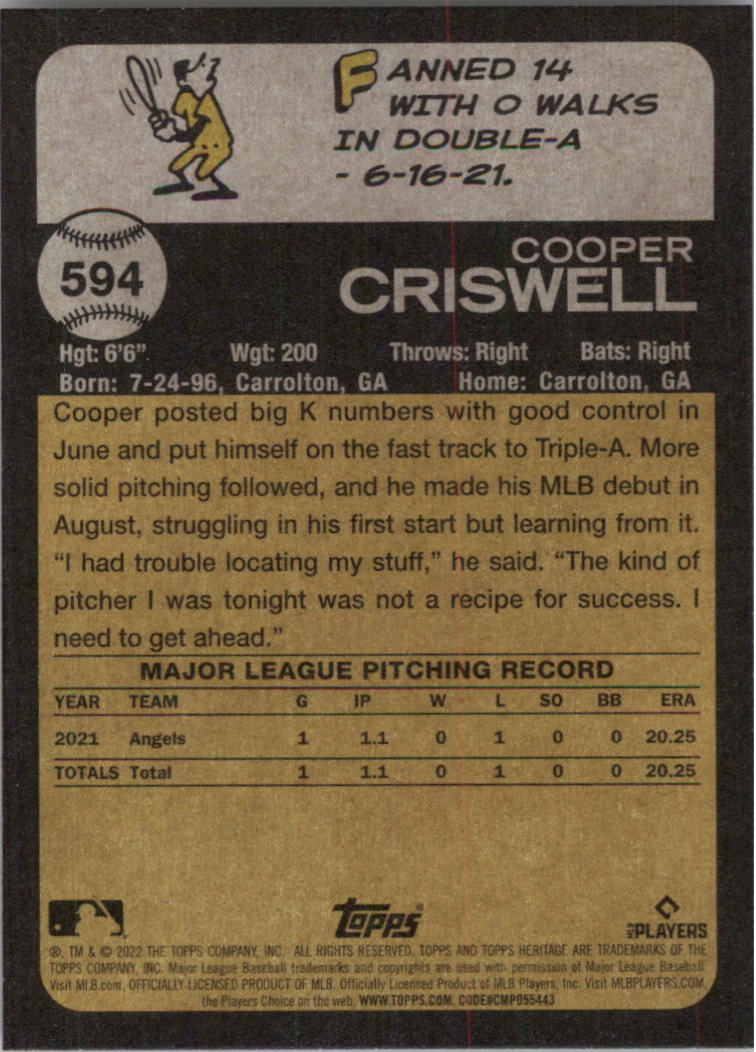 FANNED 14
WITH 0 WALKS
IN DOUBLE-A
- 6-16-21.
594
COOPER
CRISWELL
Hgt: 6'6" Wgt: 200 Throws: Right Bats: Right
Born: 7-24-96, Carrolton, GA Home: Carrolton, GA
Cooper posted big K numbers with good control in
June and put himself on the fast track to Triple-A. More
solid pitching followed, and he made his MLB debut in
August, struggling in his first start but learning from it.
“I had trouble locating my stuff,” he said. “The kind of
pitcher I was tonight was not a recipe for success. I
need to get ahead.”
MAJOR LEAGUE PITCHING RECORD
YEAR TEAM G IP W L SO BB ERA
2021 Angels 1 1.1 0 1 0 0 20.25
TOTALS Total 1 1.1 0 1 0 0 20.25
Topps®
MLB PLAYERS
®, TM & © 2022 THE TOPPS COMPANY, INC. ALL RIGHTS RESERVED. TOPPS AND TOPPS HERITAGE ARE TRADEMARKS OF THE
TOPPS COMPANY, INC. Major League Baseball trademarks and copyrights are used with permission of Major League Baseball.
Visit MLB.com. OFFICIALLY LICENSED PRODUCT OF MLB. Officially Licensed Product of MLB Players, Inc. Visit MLBPLAYERS.COM,
the Players Choice on the web. WWW.TOPPS.COM. CODE#CMP055443